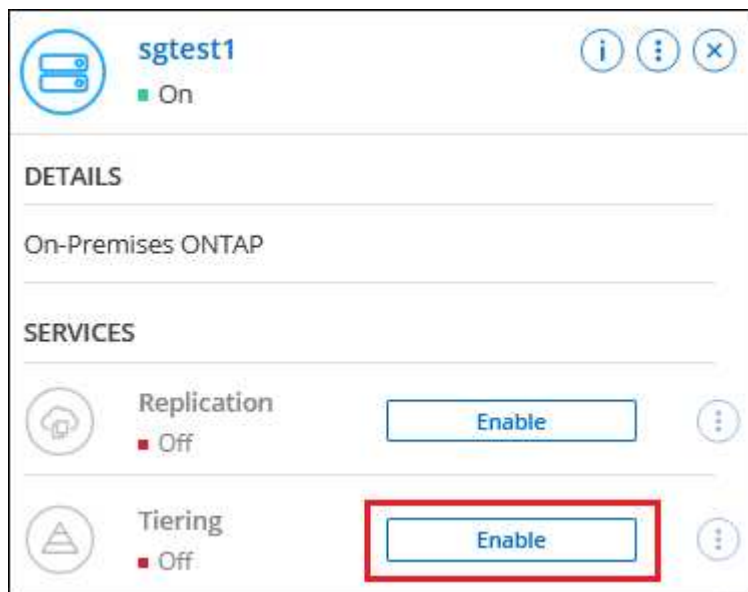 sgtest1
On
DETAILS
On-Premises ONTAP
SERVICES
Replication
Off
Enable
Tiering
Off
Enable